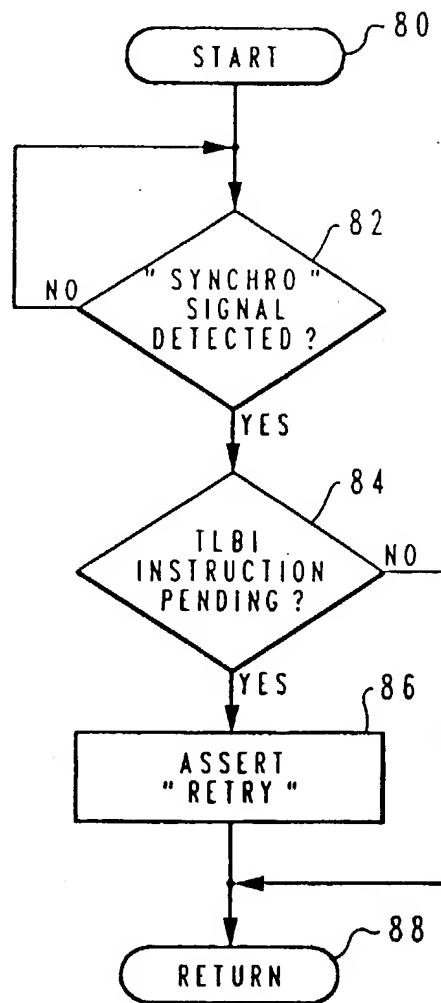 80
START
82
" SYNCHRO "
SIGNAL
DETECTED ?
NO
YES
84
TLBI
INSTRUCTION
PENDING ?
NO
YES
86
ASSERT
" RETRY "
88
RETURN